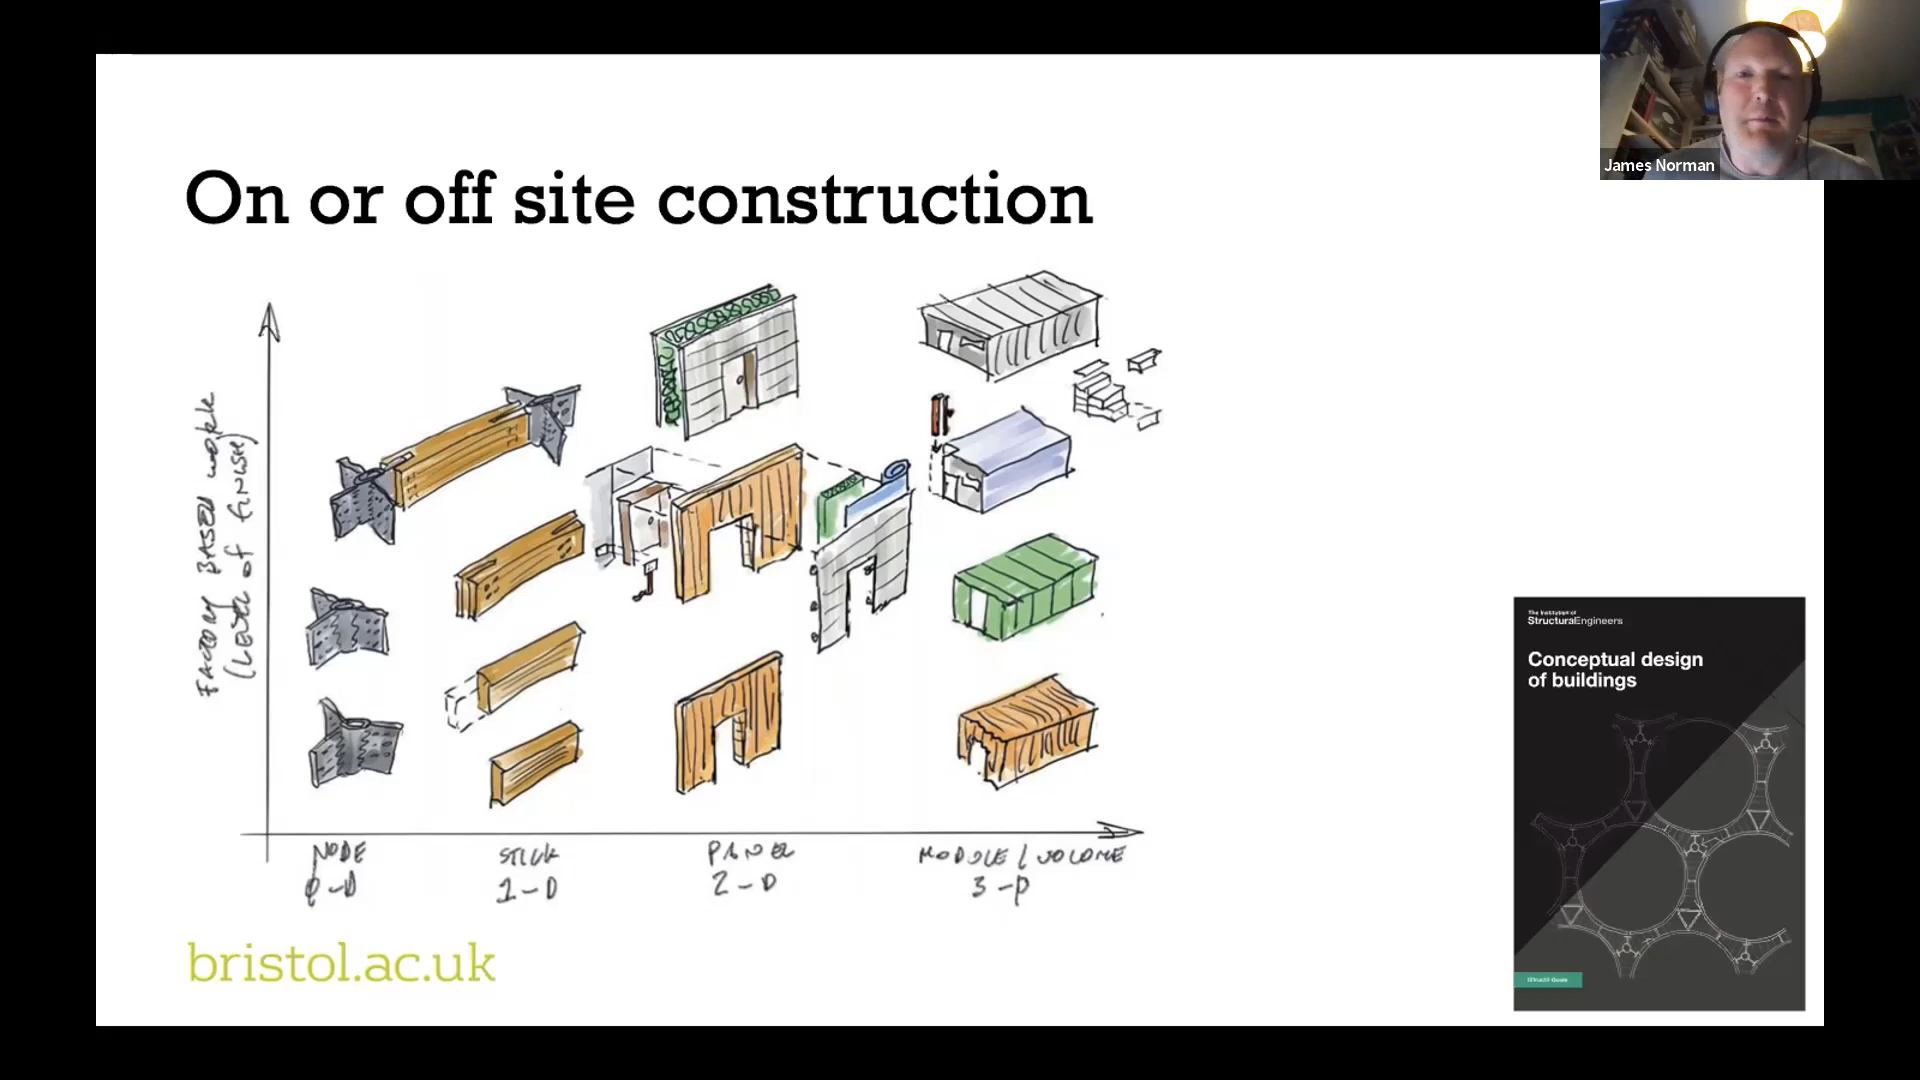 James Norman
On or off site construction
FACTORY BASED WORK
(LEVEL of finish)
NODE
0-D
STICK
1-D
PANEL
2-D
MODULE / VOLUME
3-D
bristol.ac.uk
The Institution of
StructuralEngineers
Conceptual design
of buildings